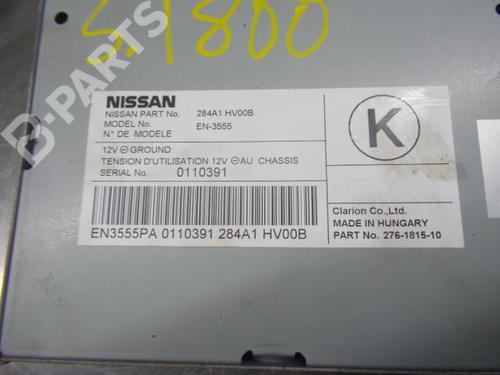 51800
B-PARTS
NISSAN
NISSAN PART No. 284A1 HV00B
MODEL No. EN-3555
N° DE MODELE
12V ⊖ GROUND
TENSION D'UTILISATION 12V ⊖ AU CHASSIS
SERIAL No. 0110391
EN3555PA 0110391 284A1 HV00B
K
Clarion Co.,Ltd.
MADE IN HUNGARY
PART No. 276-1815-10